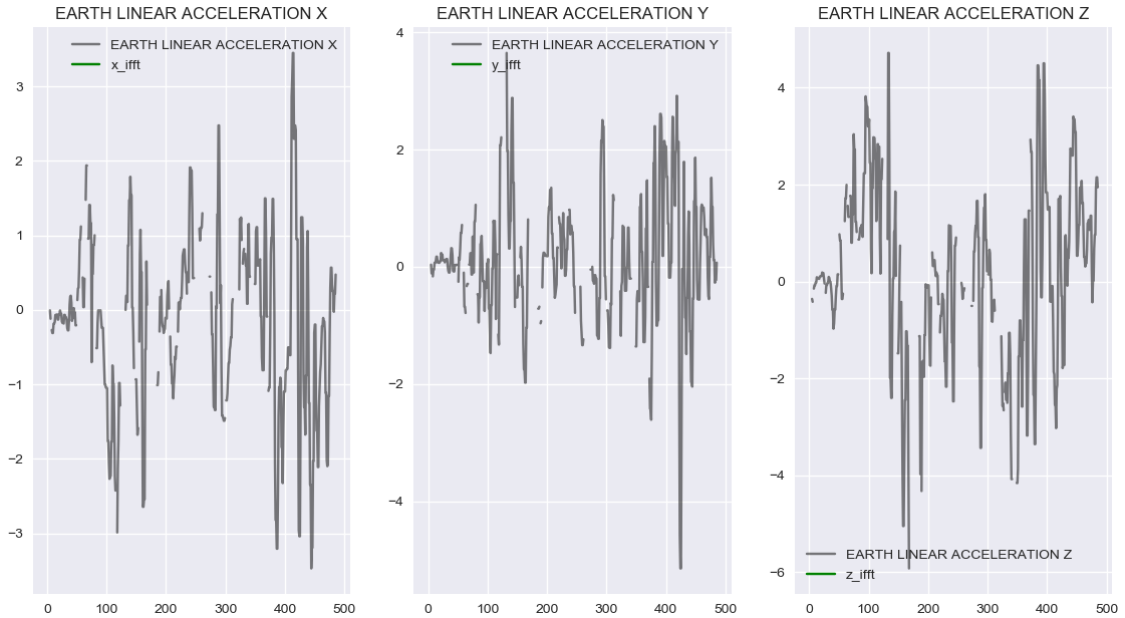 EARTH LINEAR ACCELERATION X
EARTH LINEAR ACCELERATION X
x_ifft
3
2
1
0
−1
−2
−3
0 100 200 300 400 500
EARTH LINEAR ACCELERATION Y
EARTH LINEAR ACCELERATION Y
y_ifft
4
2
0
−2
−4
0 100 200 300 400 500
EARTH LINEAR ACCELERATION Z
4
2
0
−2
−4
−6
EARTH LINEAR ACCELERATION Z
z_ifft
0 100 200 300 400 500